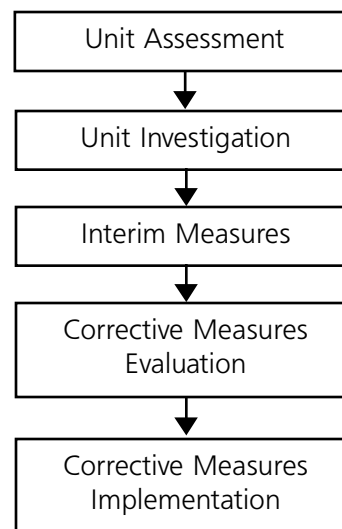 Unit Assessment
Unit Investigation
Interim Measures
Corrective Measures
Evaluation
Corrective Measures
Implementation